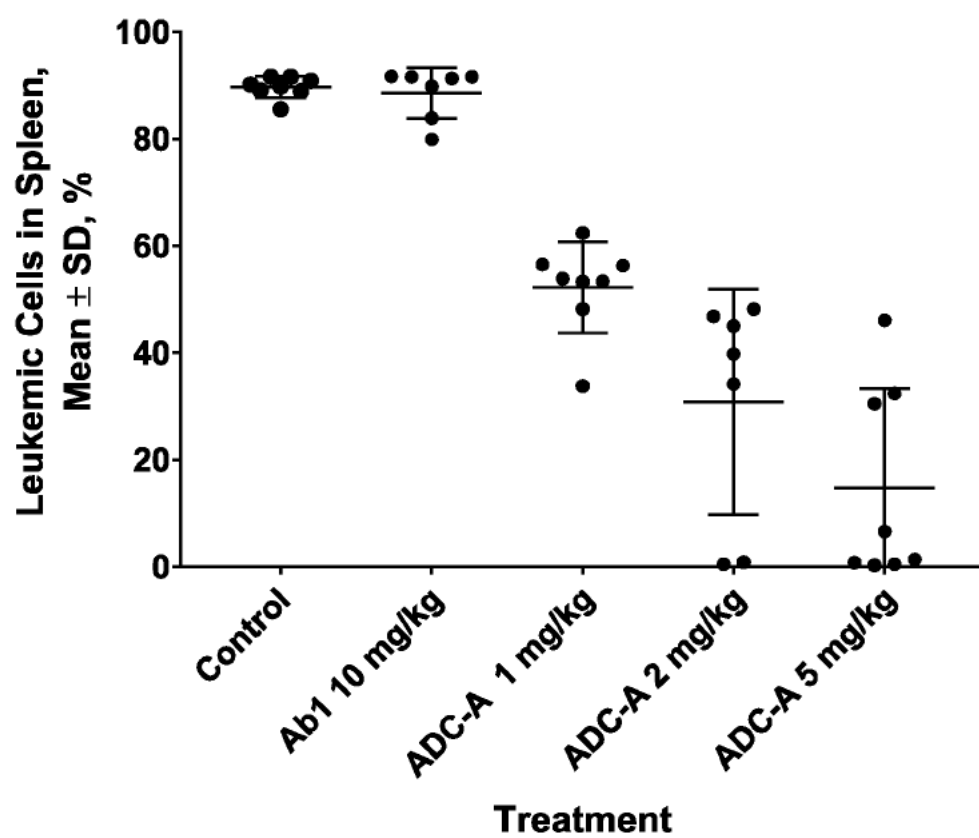 Leukemic Cells in Spleen,
Mean ± SD, %
100
80
60
40
20
0
Control
Ab1 10 mg/kg
ADC-A  1 mg/kg
ADC-A 2 mg/kg
ADC-A 5 mg/kg
Treatment